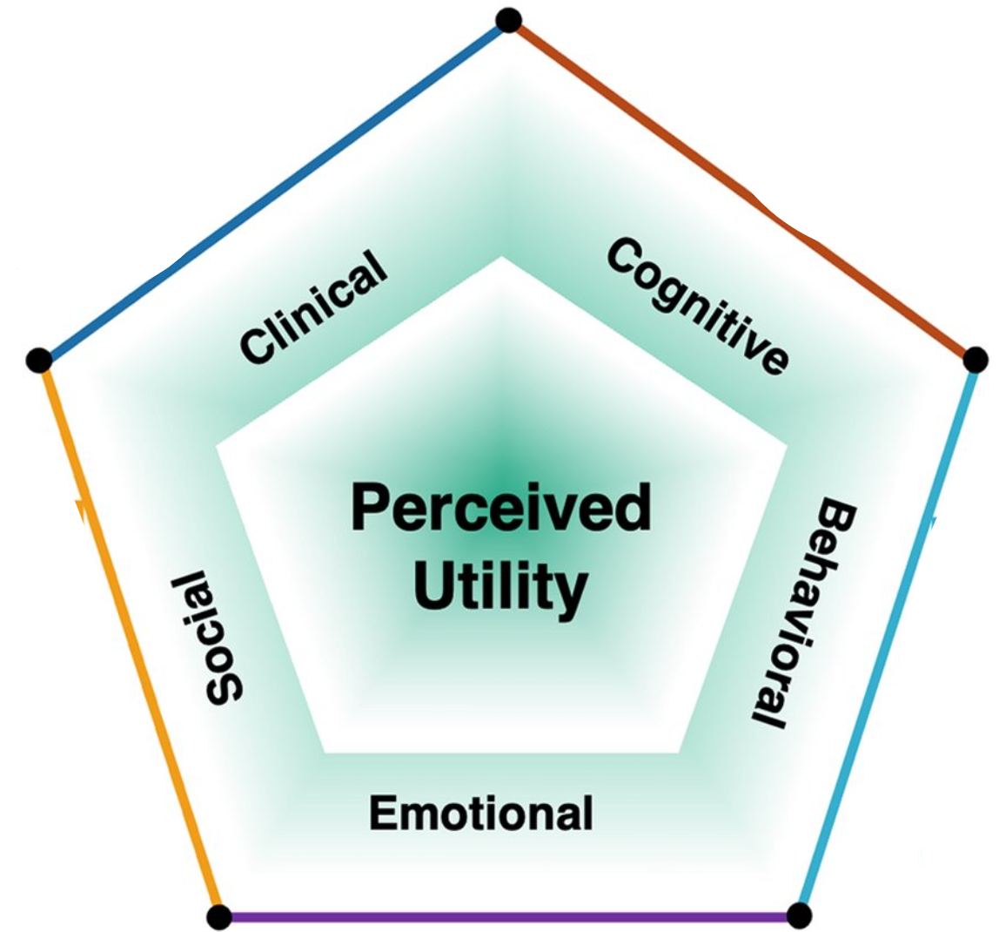 Clinical
Cognitive
Perceived
Utility
Social
Behavioral
Emotional